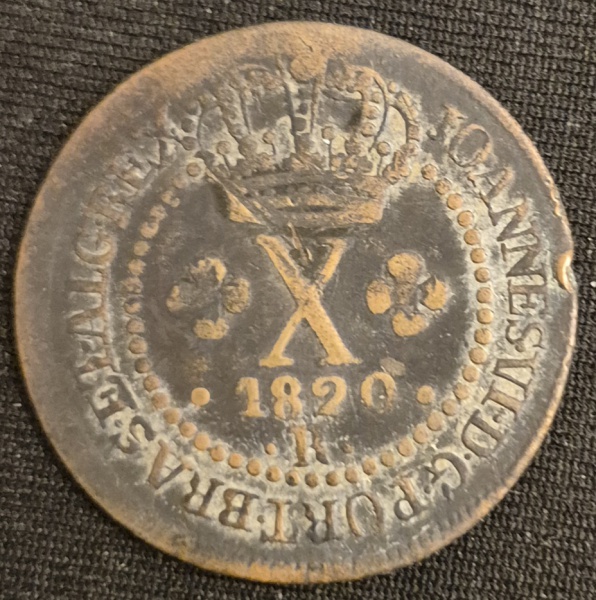 JOANNES·VI·D·G·PORT·BRAS·ET·ALG·REX
X
·1820·
·R·